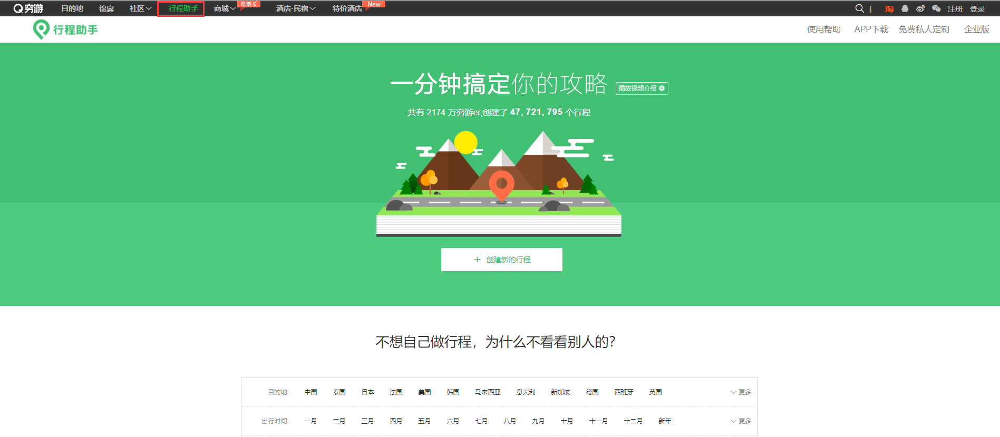 穷游 目的地 锦囊 社区 行程助手 商城 电话卡 酒店·民宿 特价酒店 New | 淘 注册 登录
行程助手 使用帮助 APP下载 免费私人定制 企业版
一分钟搞定你的攻略 播放视频介绍
共有 2174 万穷游er,创建了 47, 721, 795 个行程
+ 创建新的行程
不想自己做行程，为什么不看看别人的?
目的地: 中国 泰国 日本 法国 美国 韩国 马来西亚 意大利 新加坡 德国 西班牙 英国 更多
出行时间: 一月 二月 三月 四月 五月 六月 七月 八月 九月 十月 十一月 十二月 新年 更多